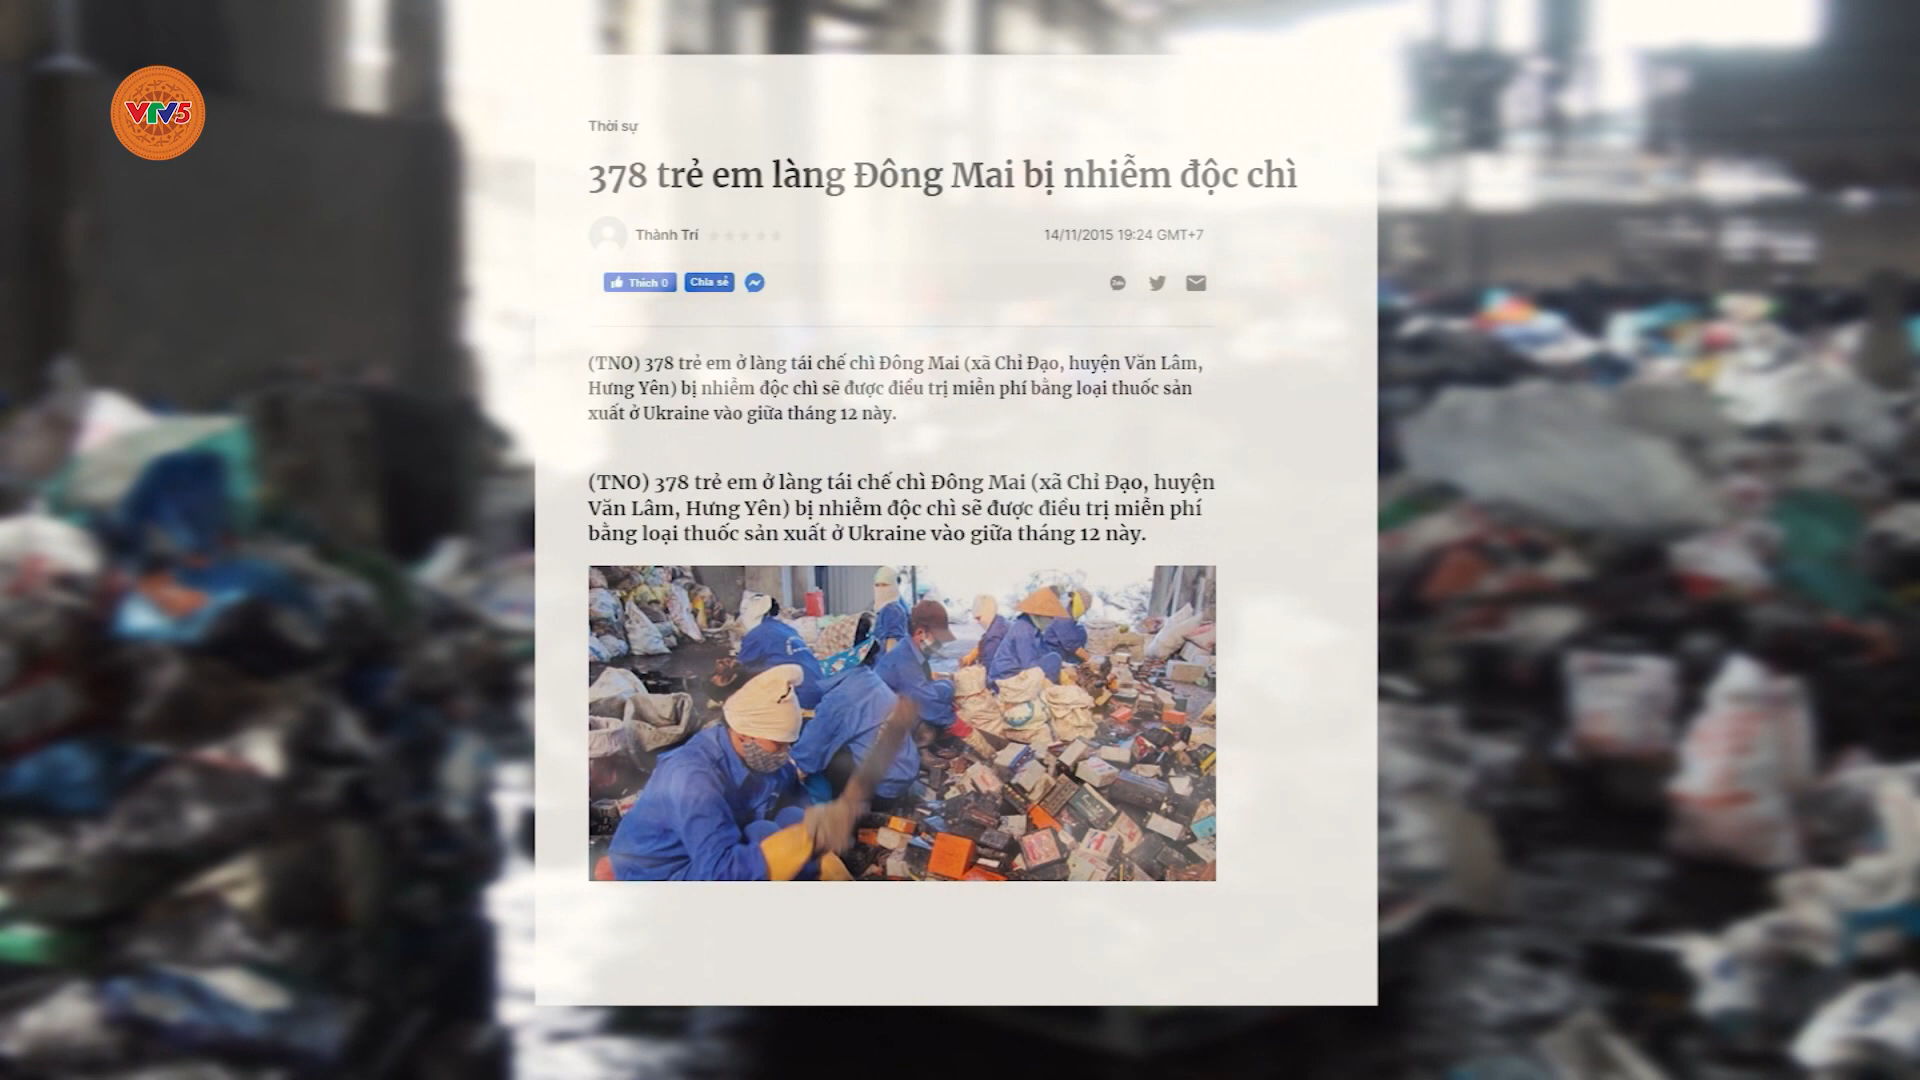 VTV5
Thời sự
378 trẻ em làng Đông Mai bị nhiễm độc chì
Thành Trí
14/11/2015 19:24 GMT+7
Thích 0
Chia sẻ
Zalo
(TNO) 378 trẻ em ở làng tái chế chì Đông Mai (xã Chỉ Đạo, huyện Văn Lâm,
Hưng Yên) bị nhiễm độc chì sẽ được điều trị miễn phí bằng loại thuốc sản
xuất ở Ukraine vào giữa tháng 12 này.
(TNO) 378 trẻ em ở làng tái chế chì Đông Mai (xã Chỉ Đạo, huyện
Văn Lâm, Hưng Yên) bị nhiễm độc chì sẽ được điều trị miễn phí
bằng loại thuốc sản xuất ở Ukraine vào giữa tháng 12 này.